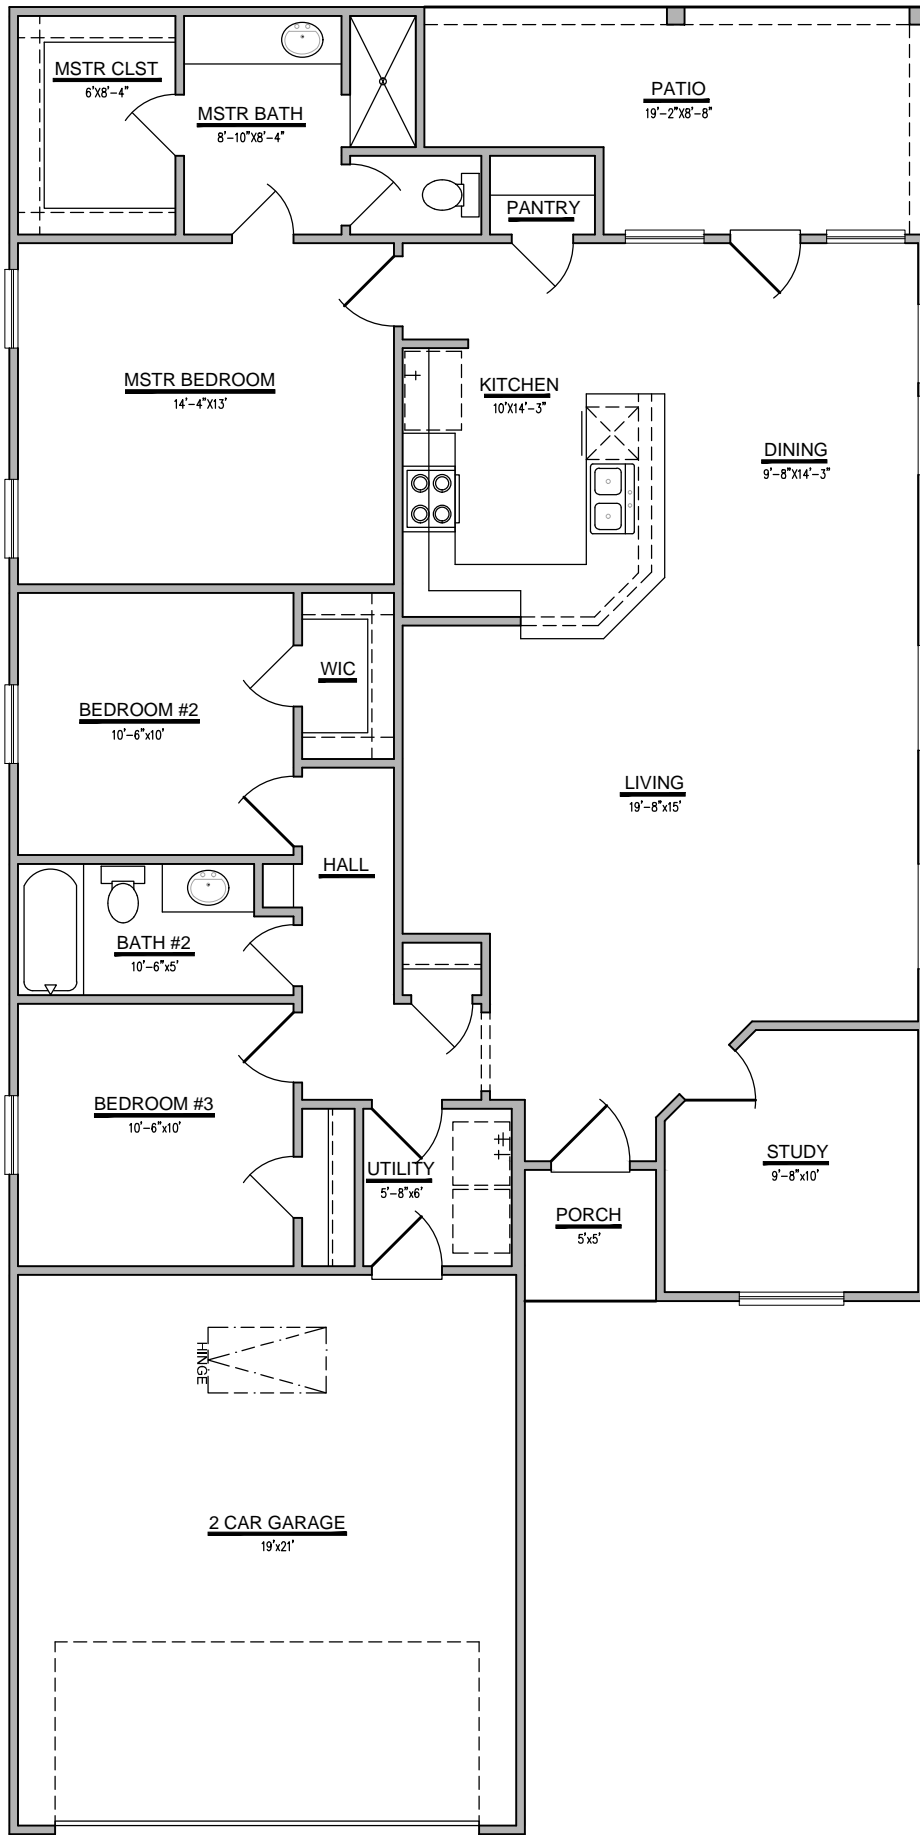 MSTR CLST
6'X8'-4"
MSTR BATH
8'-10"X8'-4"
PATIO
19'-2"X8'-8"
PANTRY
MSTR BEDROOM
14'-4"X13'
KITCHEN
10'X14'-3"
DINING
9'-8"X14'-3"
WIC
BEDROOM #2
10'-6"x10'
LIVING
19'-8"x15'
HALL
BATH #2
10'-6"x5'
BEDROOM #3
10'-6"x10'
UTILITY
5'-8"x6'
STUDY
9'-8"x10'
PORCH
5'x5'
HINGE
2 CAR GARAGE
19'x21'